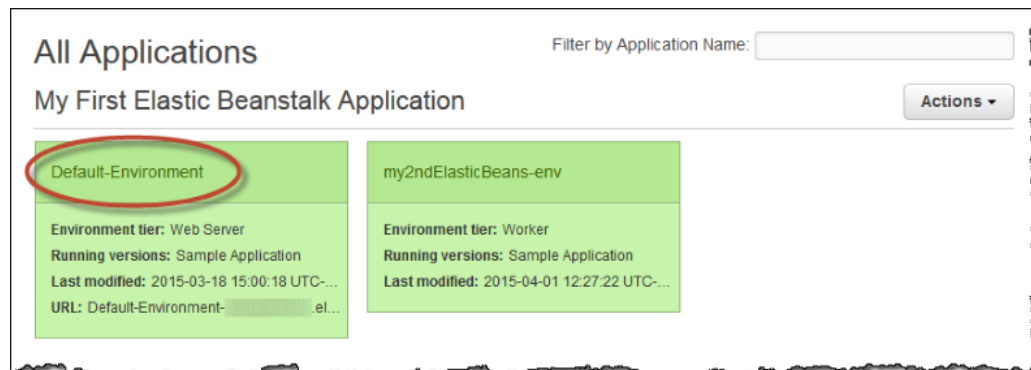 All Applications
Filter by Application Name:
My First Elastic Beanstalk Application
Actions
Default-Environment
Environment tier: Web Server
Running versions: Sample Application
Last modified: 2015-03-18 15:00:18 UTC-...
URL: Default-Environment- .el...
my2ndElasticBeans-env
Environment tier: Worker
Running versions: Sample Application
Last modified: 2015-04-01 12:27:22 UTC-...